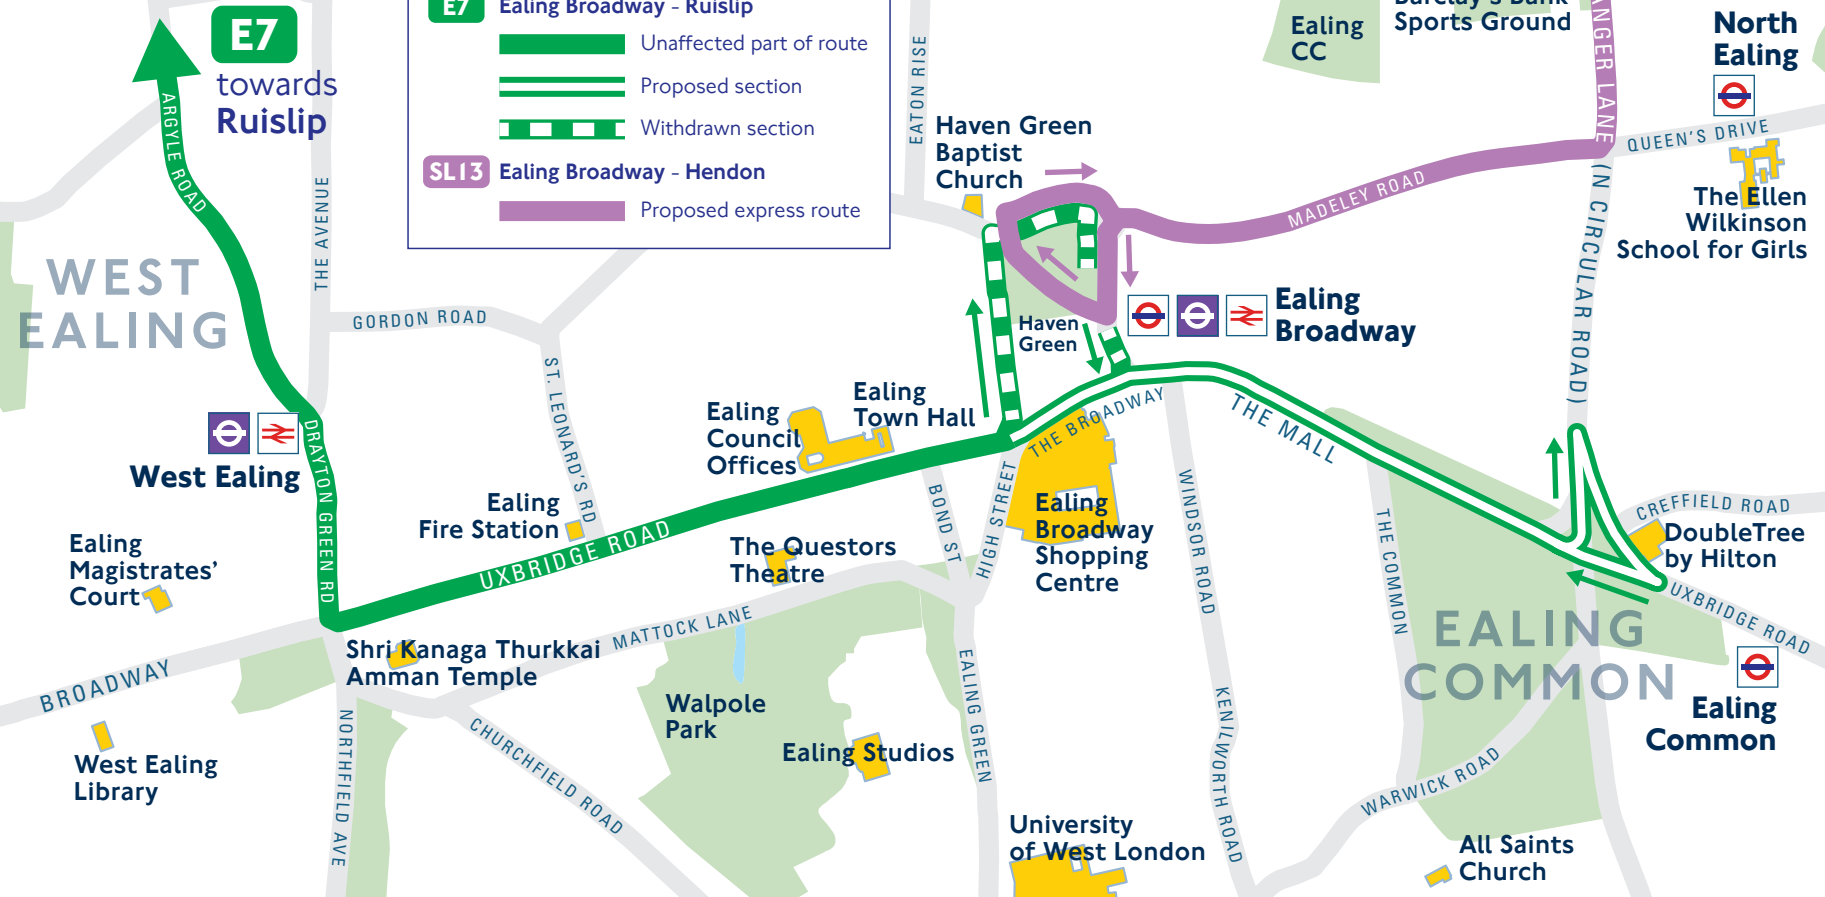 E7
towards
Ruislip
E7 Ealing Broadway - Ruislip
Unaffected part of route
Proposed section
Withdrawn section
SL13 Ealing Broadway - Hendon
Proposed express route
Ealing
CC
Sports Ground
North
Ealing
ARGYLE ROAD
THE AVENUE
EATON RISE
Haven Green
Baptist
Church
QUEEN'S DRIVE
MADELEY ROAD
(N CIRCULAR ROAD)
The Ellen
Wilkinson
School for Girls
WEST
EALING
GORDON ROAD
ST. LEONARD'S RD
Haven
Green
Ealing
Broadway
Ealing
Town Hall
Ealing
Council
Offices
THE BROADWAY
THE MALL
West Ealing
DRAYTON GREEN RD
Ealing
Fire Station
UXBRIDGE ROAD
BOND ST
HIGH STREET
Ealing
Broadway
Shopping
Centre
WINDSOR ROAD
THE COMMON
CREFFIELD ROAD
DoubleTree
by Hilton
Ealing
Magistrates'
Court
The Questors
Theatre
UXBRIDGE ROAD
EALING
COMMON
Shri Kanaga Thurkkai
Amman Temple
MATTOCK LANE
BROADWAY
Walpole
Park
EALING GREEN
KENILWORTH ROAD
Ealing
Common
West Ealing
Library
NORTHFIELD AVE
CHURCHFIELD ROAD
Ealing Studios
WARWICK ROAD
University
of West London
All Saints
Church